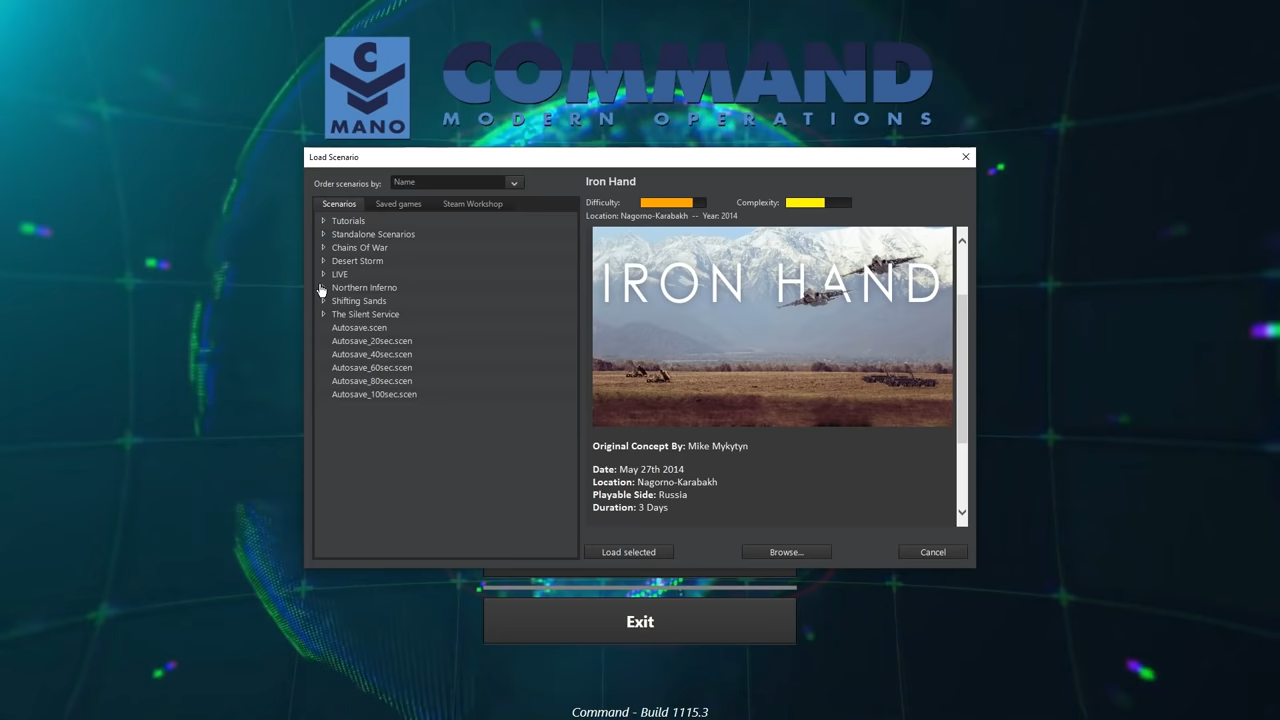 C
MANO
COMMAND
MODERN OPERATIONS
Load Scenario
Order scenarios by:
Name
Scenarios
Saved games
Steam Workshop
Tutorials
Standalone Scenarios
Chains Of War
Desert Storm
LIVE
Northern Inferno
Shifting Sands
The Silent Service
Autosave.scen
Autosave_20sec.scen
Autosave_40sec.scen
Autosave_60sec.scen
Autosave_80sec.scen
Autosave_100sec.scen
Iron Hand
Difficulty:
Complexity:
Location: Nagorno-Karabakh -- Year: 2014
IRON HAND
Original Concept By: Mike Mykytyn
Date: May 27th 2014
Location: Nagorno-Karabakh
Playable Side: Russia
Duration: 3 Days
Load selected
Browse...
Cancel
Exit
Command - Build 1115.3